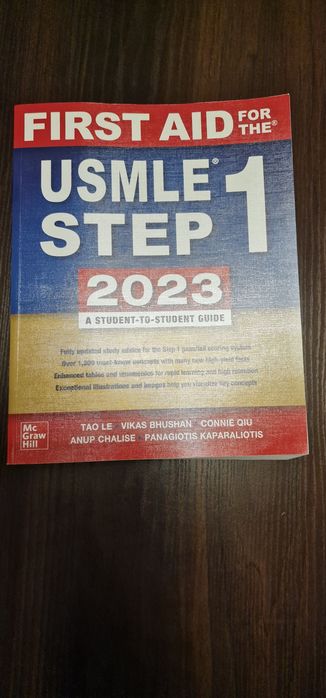 FIRST AID FOR THE®
USMLE®
STEP 1
2023
A STUDENT-TO-STUDENT GUIDE
Fully updated study advice for the Step 1 pass/fail scoring system
Over 1,300 must-know concepts with many new high-yield facts
Enhanced tables and mnemonics for rapid learning and high retention
Exceptional illustrations and images help you visualize key concepts
Mc
Graw
Hill
TAO LE VIKAS BHUSHAN CONNIE QIU
ANUP CHALISE PANAGIOTIS KAPARALIOTIS